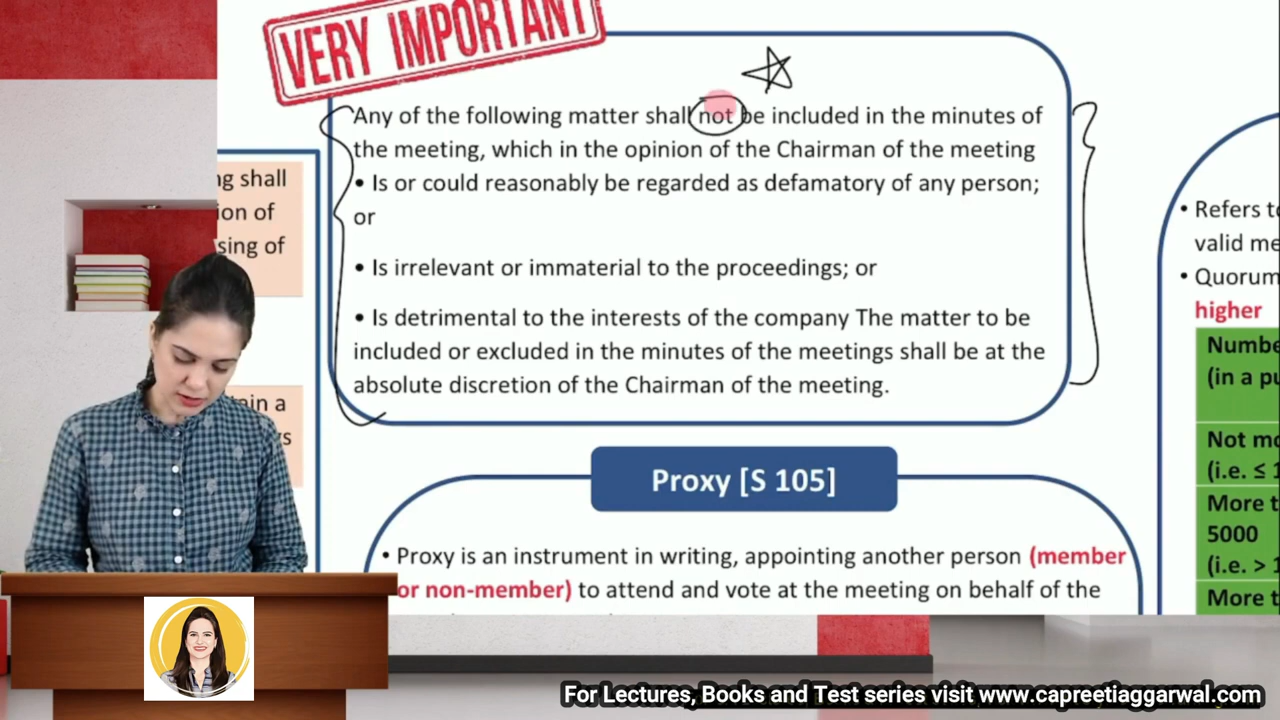 VERY IMPORTANT
Any of the following matter shall not be included in the minutes of
the meeting, which in the opinion of the Chairman of the meeting
• Is or could reasonably be regarded as defamatory of any person;
or
• Is irrelevant or immaterial to the proceedings; or
• Is detrimental to the interests of the company The matter to be
included or excluded in the minutes of the meetings shall be at the
absolute discretion of the Chairman of the meeting.
ng shall
ion of
sing of
ain a
s
Proxy [S 105]
• Proxy is an instrument in writing, appointing another person (member
or non-member) to attend and vote at the meeting on behalf of the
• Refers to
valid me
• Quorum
higher
Numbe
(in a pu
Not mo
(i.e. ≤ 1
More t
5000
(i.e. > 1
More t
For Lectures, Books and Test series visit www.capreetiaggarwal.com